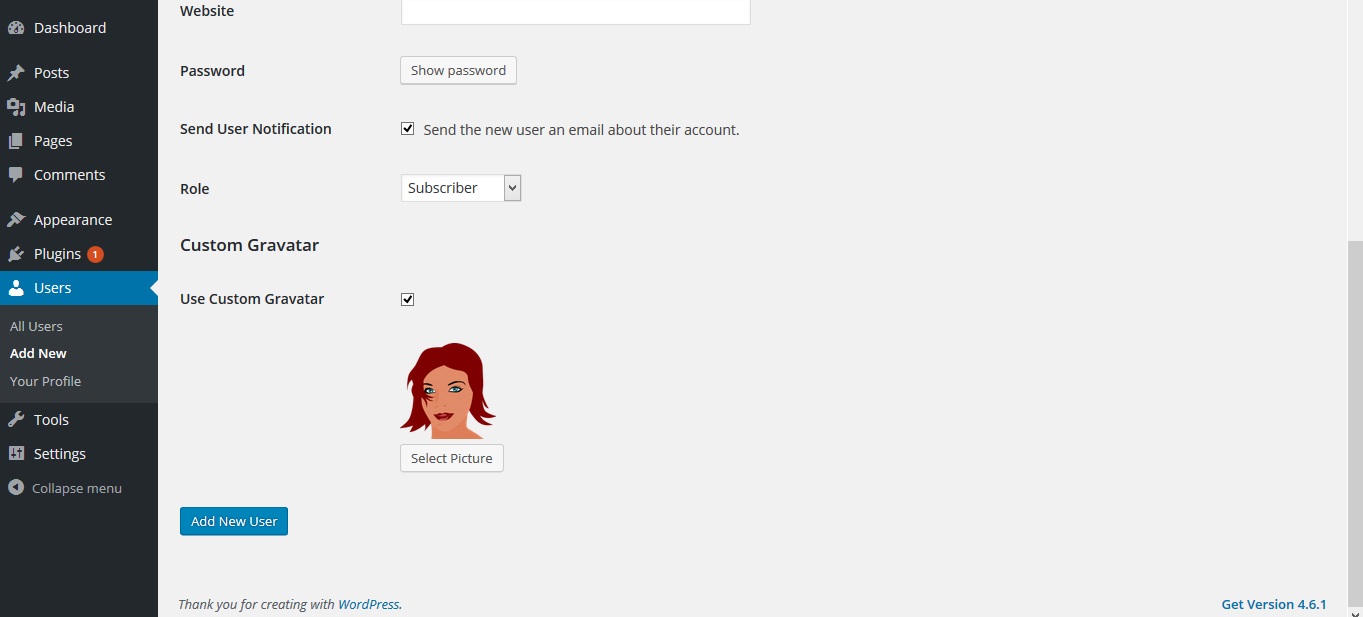 Dashboard
Posts
Media
Pages
Comments
Appearance
Plugins 1
Users
All Users
Add New
Your Profile
Tools
Settings
Collapse menu
Website
Password Show password
Send User Notification Send the new user an email about their account.
Role Subscriber
Custom Gravatar
Use Custom Gravatar
Select Picture
Add New User
Thank you for creating with WordPress.
Get Version 4.6.1